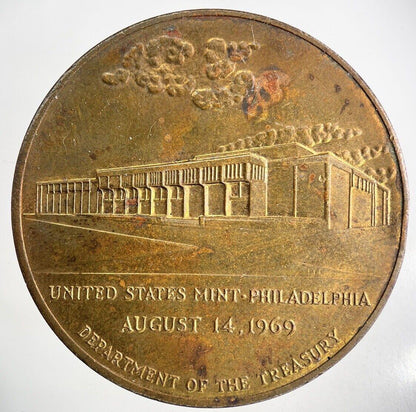 UNITED STATES MINT-PHILADELPHIA
AUGUST 14, 1969
DEPARTMENT OF THE TREASURY